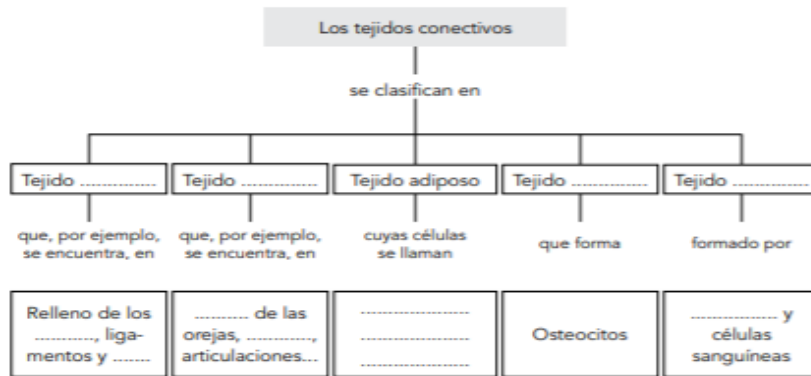 Los tejidos conectivos
se clasifican en
Tejido ..............
Tejido ..............
Tejido adiposo
Tejido ..............
Tejido ..............
que, por ejemplo,
se encuentra, en
que, por ejemplo,
se encuentra, en
cuyas células
se llaman
que forma
formado por
Relleno de los
............, liga-
mentos y .......
.......... de las
orejas, ............,
articulaciones...
.....................
.....................
.....................
Osteocitos
................ y
células
sanguíneas